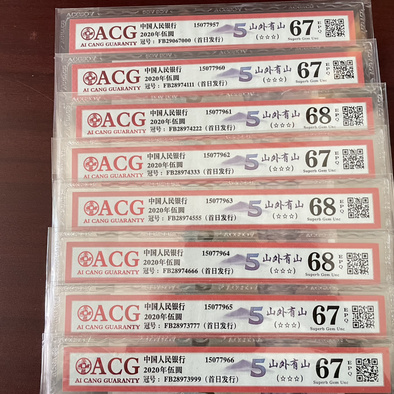 ACG
AI CANG GUARANTY
中国人民银行 15077957
2020年伍圆
冠号：FB29067000（首日发行）
5 山外有山
（☆☆☆）
67 EPQ
Superb Gem Unc
ACG
AI CANG GUARANTY
中国人民银行 15077960
2020年伍圆
冠号：FB28974111（首日发行）
5 山外有山
（☆☆☆）
67 EPQ
Superb Gem Unc
ACG
AI CANG GUARANTY
中国人民银行 15077961
2020年伍圆
冠号：FB28974222（首日发行）
5 山外有山
（☆☆☆）
68 EPQ
Superb Gem Unc
ACG
AI CANG GUARANTY
中国人民银行 15077962
2020年伍圆
冠号：FB28974333（首日发行）
5 山外有山
（☆☆☆）
67 EPQ
Superb Gem Unc
ACG
AI CANG GUARANTY
中国人民银行 15077963
2020年伍圆
冠号：FB28974555（首日发行）
5 山外有山
（☆☆☆）
68 EPQ
Superb Gem Unc
ACG
AI CANG GUARANTY
中国人民银行 15077964
2020年伍圆
冠号：FB28974666（首日发行）
5 山外有山
（☆☆☆）
68 EPQ
Superb Gem Unc
ACG
AI CANG GUARANTY
中国人民银行 15077965
2020年伍圆
冠号：FB28973777（首日发行）
5 山外有山
（☆☆☆）
67 EPQ
Superb Gem Unc
ACG
AI CANG GUARANTY
中国人民银行 15077966
2020年伍圆
冠号：FB28973999（首日发行）
5 山外有山
（☆☆☆）
67 EPQ
Superb Gem Unc